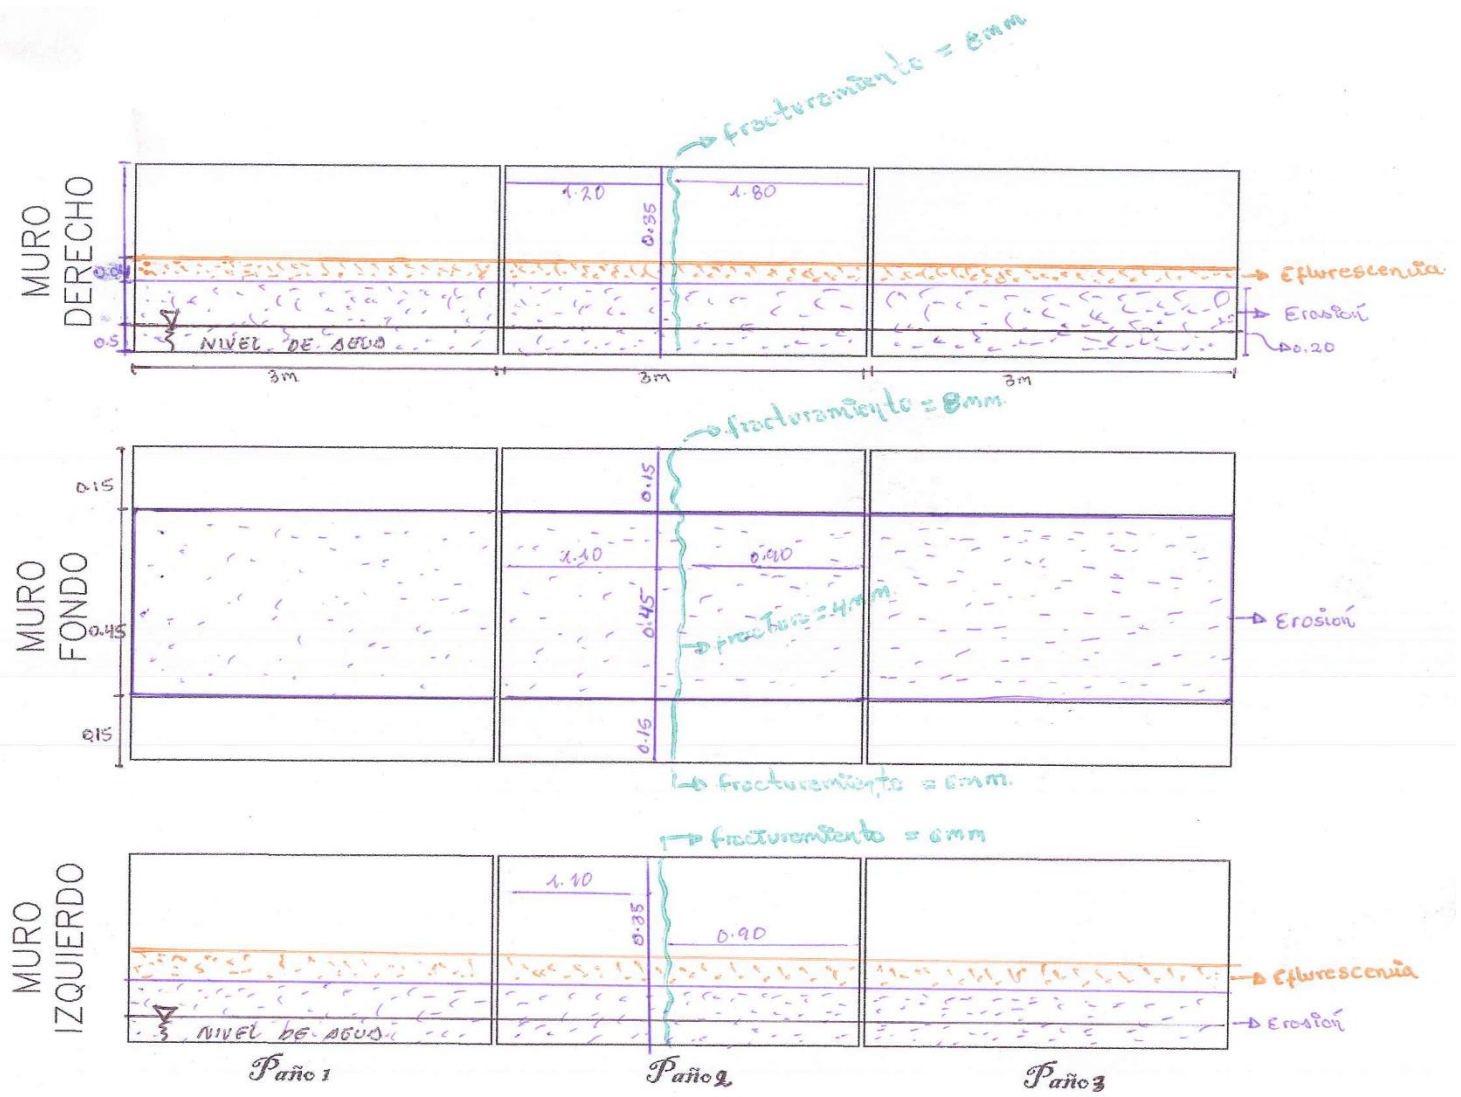 fracturamiento = 8mm
MURO
DERECHO
1.20
1.80
0.35
0.04
Eflurescencia
Erosión
0.5
NIVEL DE AGUA
0.20
3m
3m
3m
fracturamiento = 8mm.
MURO
FONDO
0.15
0.15
1.10
0.90
0.45
0.45
fractura = 4mm.
Erosión
0.15
0.15
fracturamiento = 6mm.
fracturamiento = 6mm
MURO
IZQUIERDO
1.10
0.35
0.90
Eflurescencia
Erosión
NIVEL DE AGUA
Paño 1
Paño 2
Paño 3